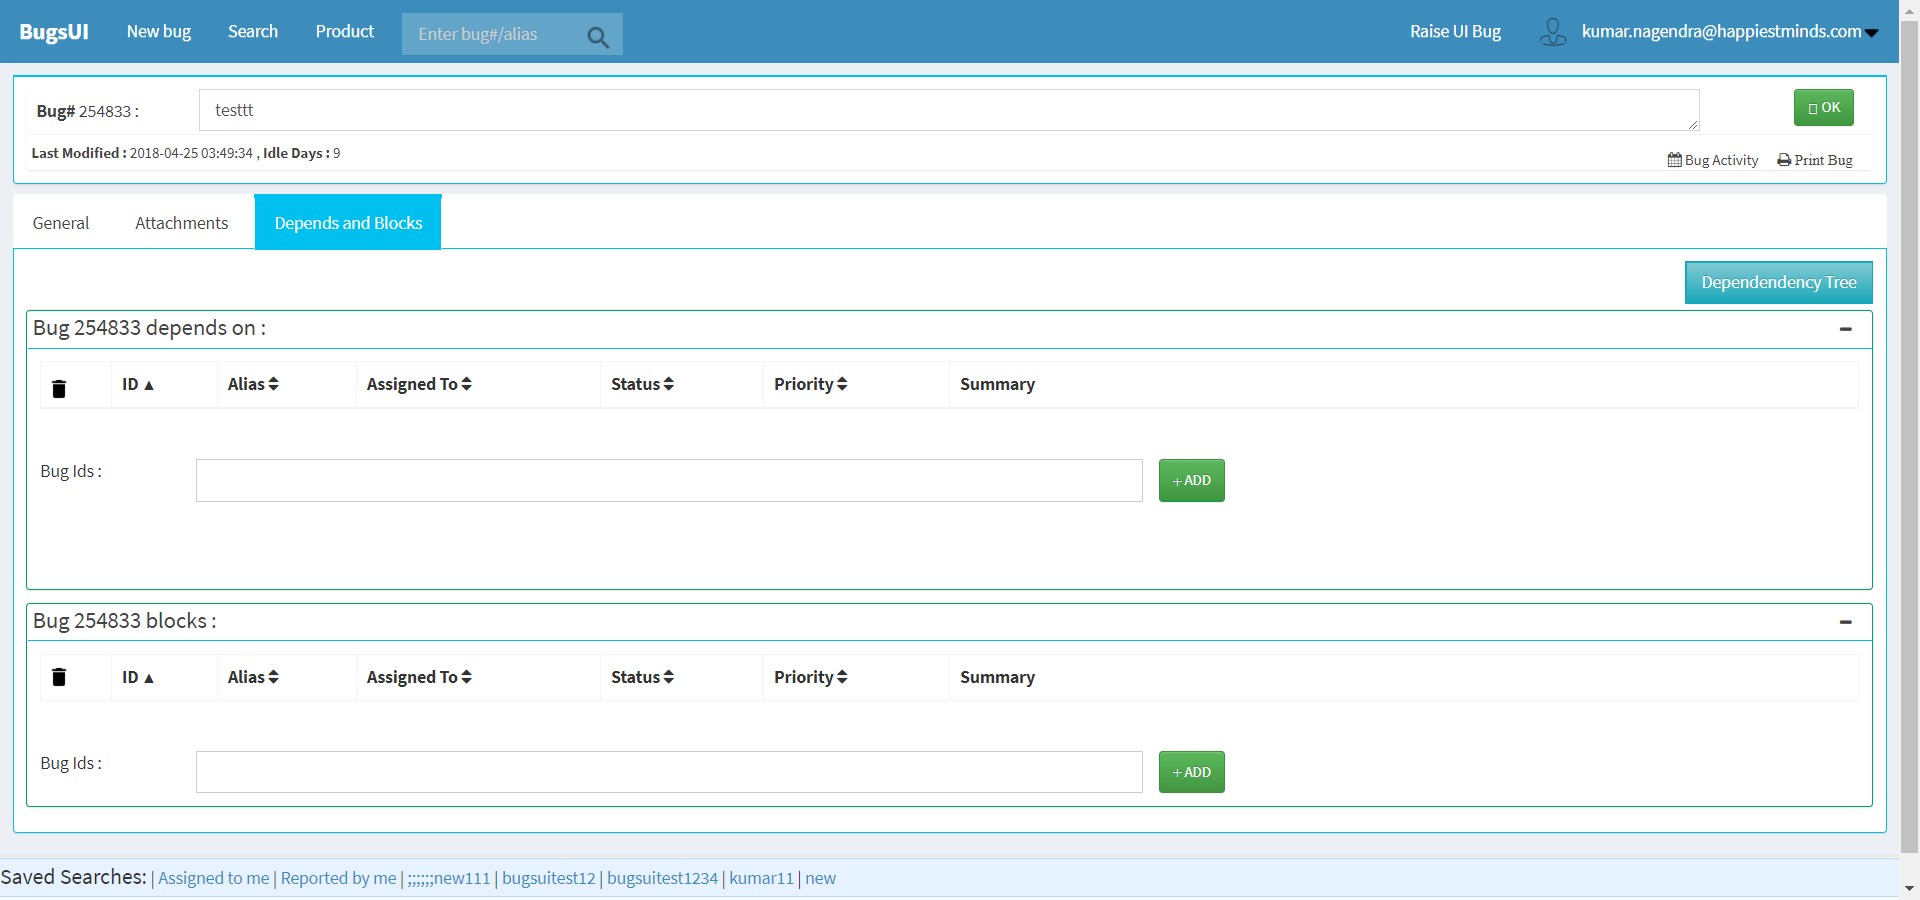 BugsUI New bug Search Product Enter bug#/alias Raise UI Bug kumar.nagendra@happiestminds.com
Bug# 254833 : testtt OK
Last Modified : 2018-04-25 03:49:34 , Idle Days : 9 Bug Activity Print Bug
General Attachments Depends and Blocks
Dependendency Tree
Bug 254833 depends on :
ID Alias Assigned To Status Priority Summary
Bug Ids : + ADD
Bug 254833 blocks :
ID Alias Assigned To Status Priority Summary
Bug Ids : + ADD
Saved Searches: | Assigned to me | Reported by me | ;;;;;;new111 | bugsuitest12 | bugsuitest1234 | kumar11 | new